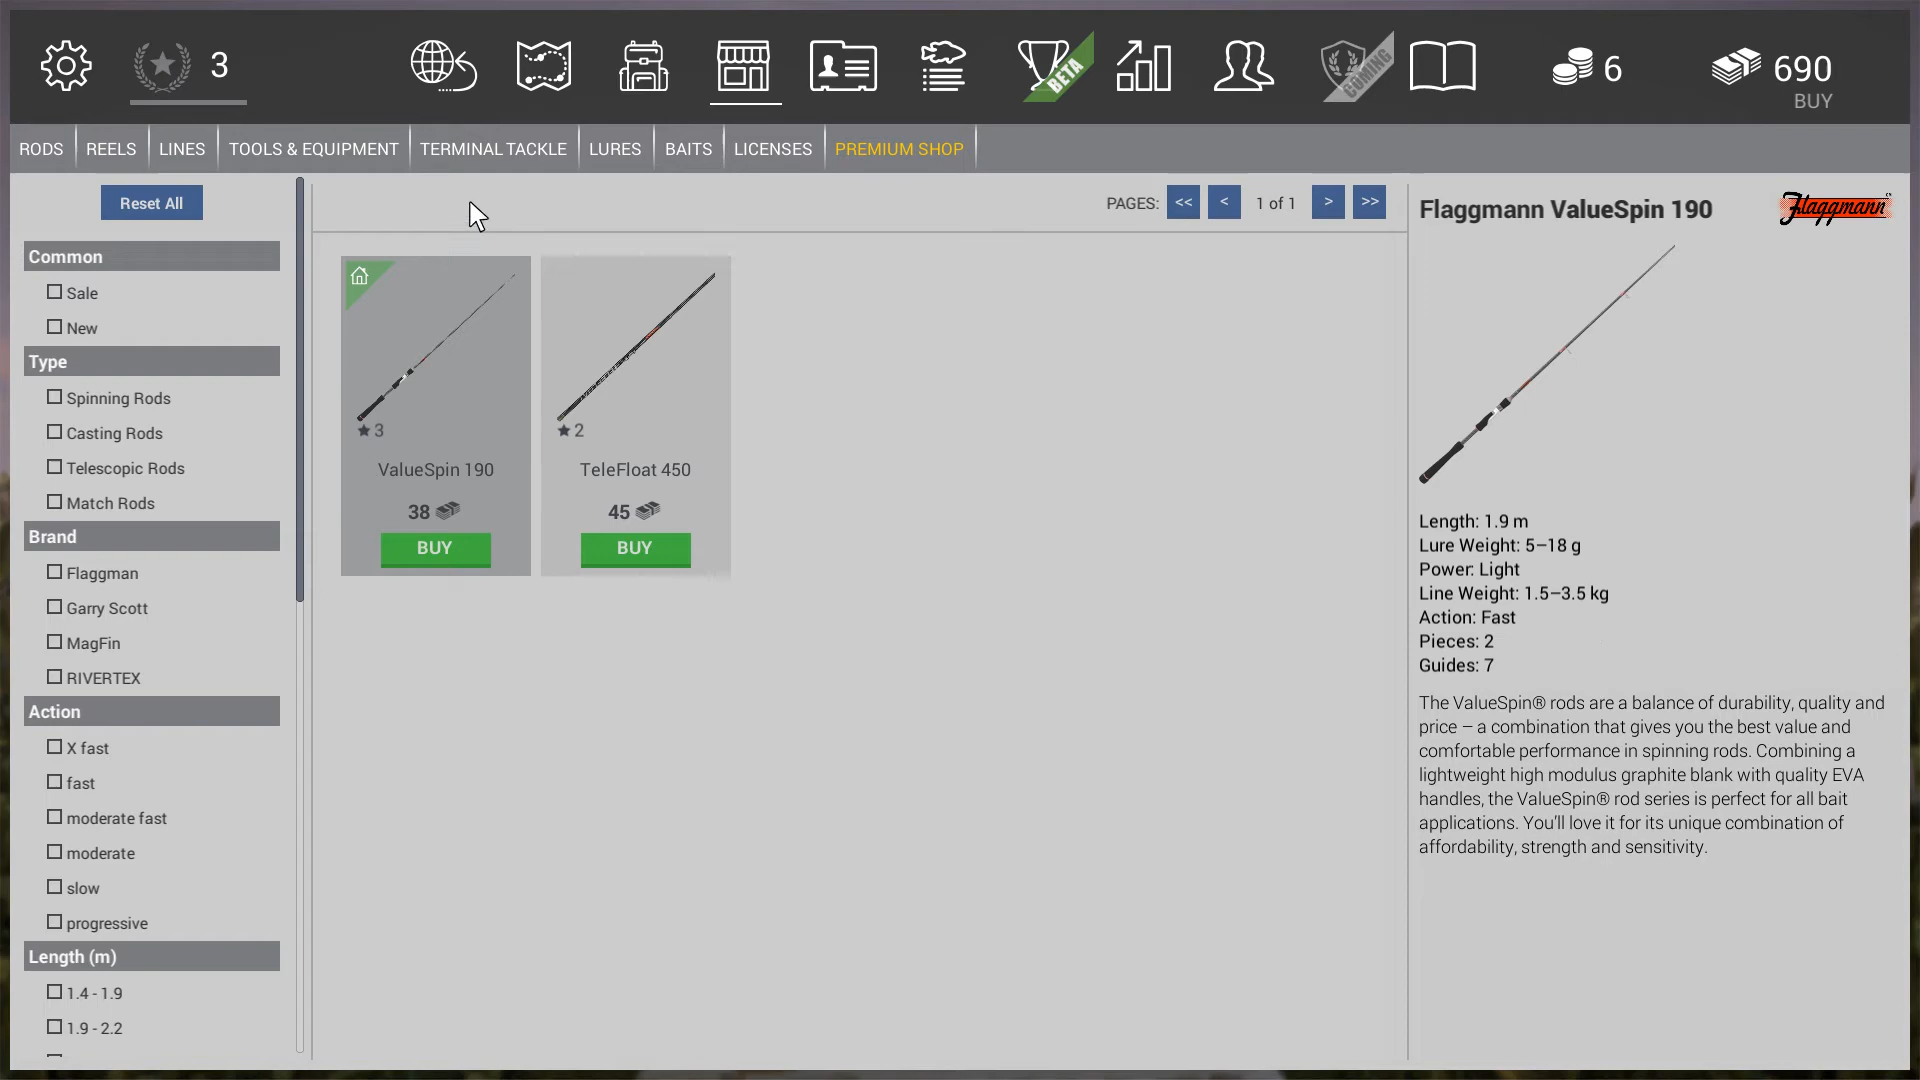 3
BETA
COMING
6
690
BUY
RODS
REELS
LINES
TOOLS & EQUIPMENT
TERMINAL TACKLE
LURES
BAITS
LICENSES
PREMIUM SHOP
Reset All
Common
Sale
New
Type
Spinning Rods
Casting Rods
Telescopic Rods
Match Rods
Brand
Flaggman
Garry Scott
MagFin
RIVERTEX
Action
X fast
fast
moderate fast
moderate
slow
progressive
Length (m)
1.4 - 1.9
1.9 - 2.2
PAGES:
<<
<
1 of 1
>
>>
3
ValueSpin 190
38
BUY
2
TeleFloat 450
45
BUY
Flaggmann ValueSpin 190
Flaggmann
Length: 1.9 m
Lure Weight: 5–18 g
Power: Light
Line Weight: 1.5–3.5 kg
Action: Fast
Pieces: 2
Guides: 7
The ValueSpin® rods are a balance of durability, quality and
price – a combination that gives you the best value and
comfortable performance in spinning rods. Combining a
lightweight high modulus graphite blank with quality EVA
handles, the ValueSpin® rod series is perfect for all bait
applications. You'll love it for its unique combination of
affordability, strength and sensitivity.